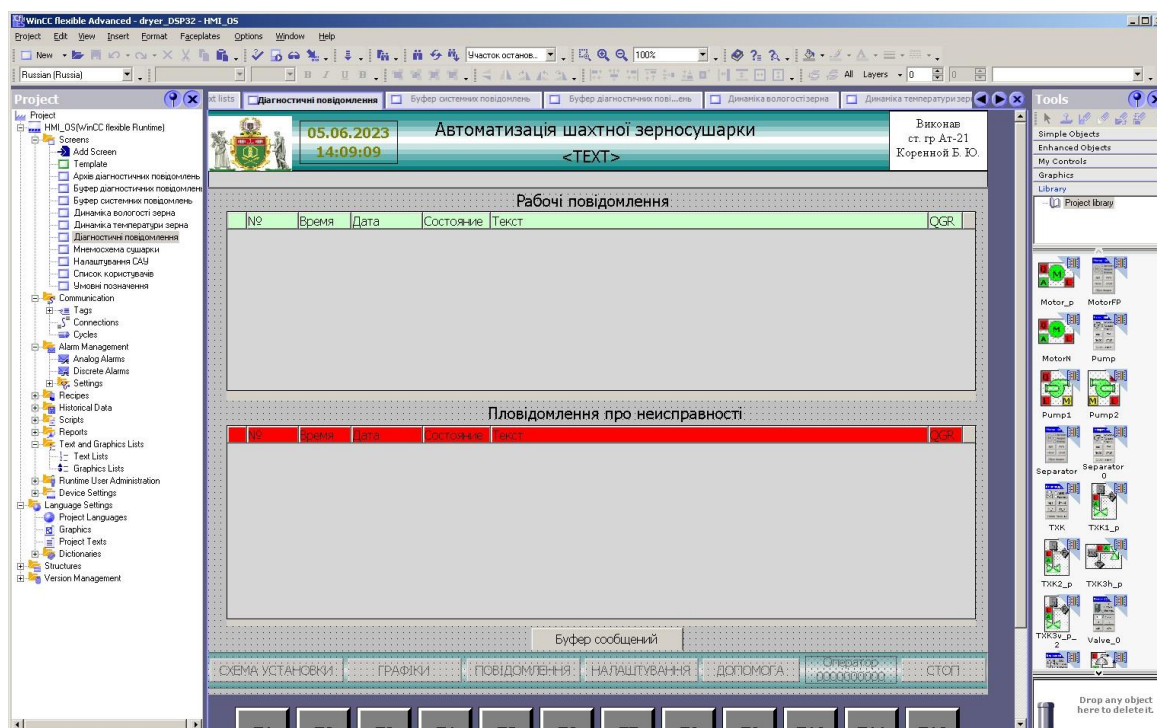 WinCC flexible Advanced - dryer_DSP32 - HMI_OS
Project Edit View Insert Format Faceplates Options Window Help
New Участок останов.. 100%
Russian (Russia) B I U B All Layers 0 0
Project
Project
HMI_OS(WinCC flexible Runtime)
Screens
Add Screen
Template
Архів діагностичних повідомлень
Буфер діагностичних повідомлень
Буфер системних повідомлень
Динаміка вологості зерна
Динаміка температури зерна
Діагностичні повідомлення
Мнемосхема сушарки
Налаштування САУ
Список користувачів
Умовні позначення
Communication
Tags
Connections
Cycles
Alarm Management
Analog Alarms
Discrete Alarms
Settings
Recipes
Historical Data
Scripts
Reports
Text and Graphics Lists
Text Lists
Graphics Lists
Runtime User Administration
Device Settings
Language Settings
Project Languages
Graphics
Project Texts
Dictionaries
Structures
Version Management
xt lists Діагностичні повідомлення Буфер системних повідомлень Буфер діагностичних пові...ень Динаміка вологості зерна Динаміка температури зер
05.06.2023
14:09:09
Автоматизація шахтної зерносушарки
<TEXT>
Виконав
ст. гр Ат-21
Коренной Б. Ю.
Рабочі повідомлення
№ Время Дата Состояние Текст QGR
Пловідомлення про неисправності
№ Время Дата Состояние Текст QGR
Буфер сообщений
СХЕМА УСТАНОВКИ ГРАФІКИ ПОВІДОМЛЕННЯ НАЛАШТУВАННЯ ДОПОМОГА Оператор СТОП
0000000000
Tools
Simple Objects
Enhanced Objects
My Controls
Graphics
Library
Project library
Motor_p MotorFP
MotorN Pump
Pump1 Pump2
Separator Separator
0
TXK TXK1_p
TXK2_p TXK3h_p
TXK3v_p_ Valve_0
2
Drop any object
here to delete it.